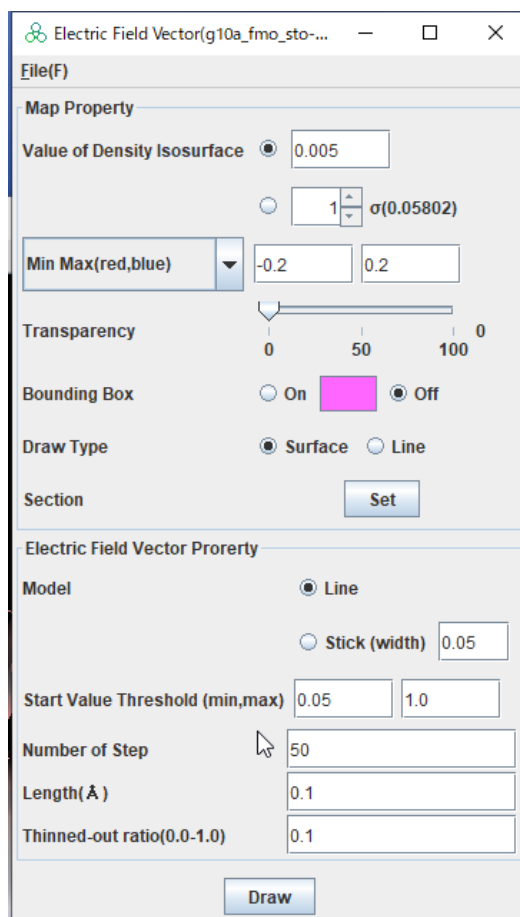 Electric Field Vector(g10a_fmo_sto-...
File(F)
Map Property
Value of Density Isosurface 0.005
1 σ(0.05802)
Min Max(red,blue) -0.2 0.2
Transparency 0
0 50 100
Bounding Box On Off
Draw Type Surface Line
Section Set
Electric Field Vector Prorerty
Model Line
Stick (width) 0.05
Start Value Threshold (min,max) 0.05 1.0
Number of Step 50
Length(Å) 0.1
Thinned-out ratio(0.0-1.0) 0.1
Draw